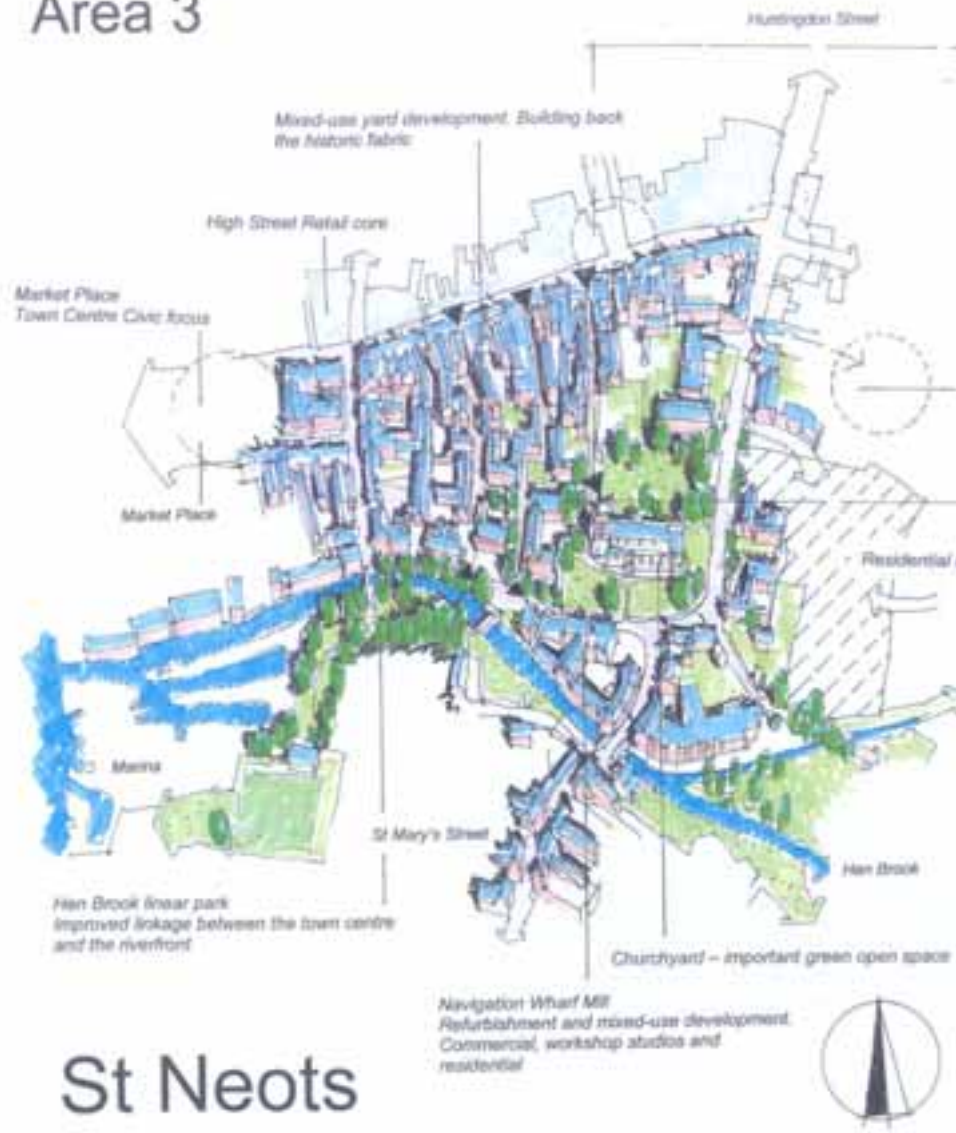 Area 3
Huntingdon Street
Mixed-use yard development. Building back
the historic fabric
High Street Retail core
Market Place
Town Centre Civic focus
Market Place
Residential
Marina
St Mary's Street
Hen Brook
Hen Brook linear park
Improved linkage between the town centre
and the riverfront
Churchyard – important green open space
Navigation Wharf Mill
Refurbishment and mixed-use development.
Commercial, workshop studios and
residential
St Neots